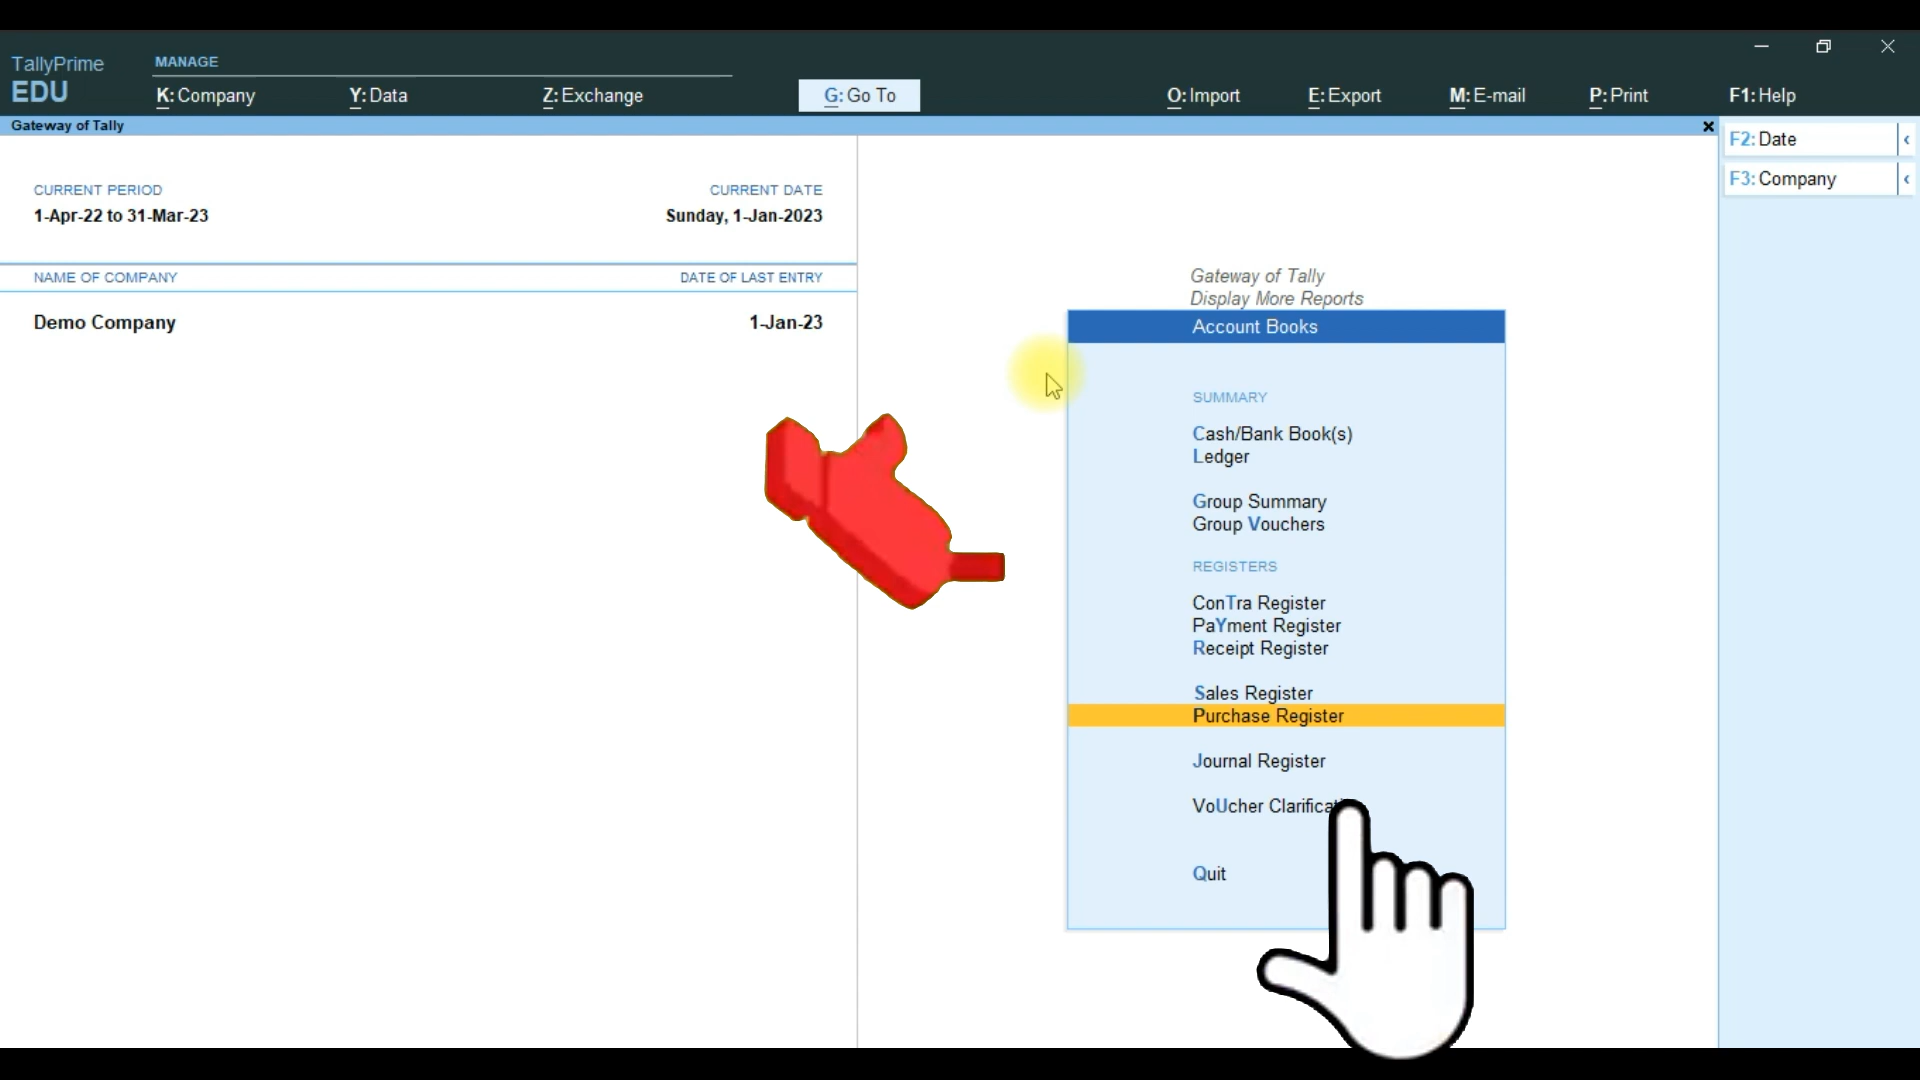 TallyPrime
EDU
MANAGE
K: Company
Y: Data
Z: Exchange
G: Go To
O: Import
E: Export
M: E-mail
P: Print
F1: Help
Gateway of Tally
F2: Date
F3: Company
CURRENT PERIOD
CURRENT DATE
1-Apr-22 to 31-Mar-23
Sunday, 1-Jan-2023
NAME OF COMPANY
DATE OF LAST ENTRY
Demo Company
1-Jan-23
Gateway of Tally
Display More Reports
Account Books
SUMMARY
Cash/Bank Book(s)
Ledger
Group Summary
Group Vouchers
REGISTERS
ConTra Register
PaYment Register
Receipt Register
Sales Register
Purchase Register
Journal Register
VoUcher
Quit